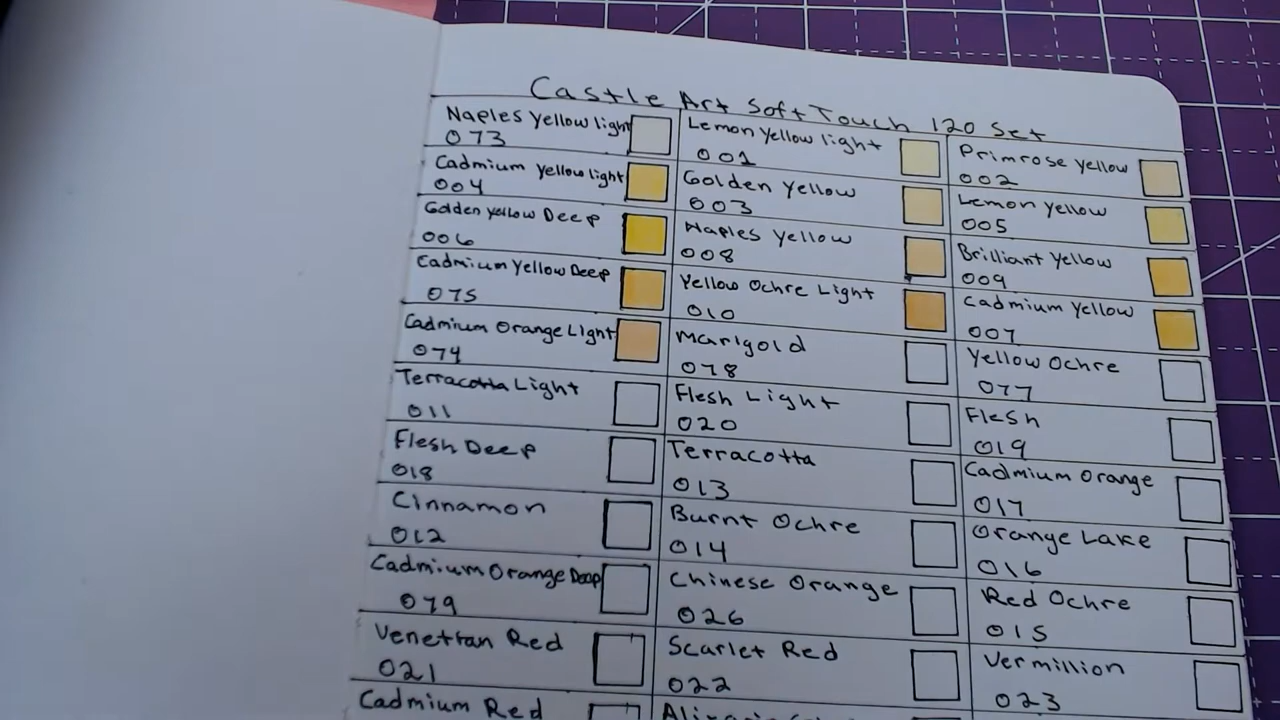 Castle Art Soft Touch 120 Set
Naples Yellow light
073
Lemon Yellow light
001
Primrose Yellow
002
Cadmium Yellow light
004
Golden Yellow
003
Lemon Yellow
005
Golden Yellow Deep
006
Naples Yellow
008
Brilliant Yellow
009
Cadmium Yellow Deep
075
Yellow Ochre Light
010
Cadmium Yellow
007
Cadmium Orange Light
074
Marigold
078
Yellow Ochre
077
Terracotta Light
011
Flesh Light
020
Flesh
019
Flesh Deep
018
Terracotta
013
Cadmium Orange
017
Cinnamon
012
Burnt Ochre
014
Orange Lake
016
Cadmium Orange Deep
079
Chinese Orange
026
Red Ochre
015
Venetian Red
021
Scarlet Red
022
Vermillion
023
Cadmium Red